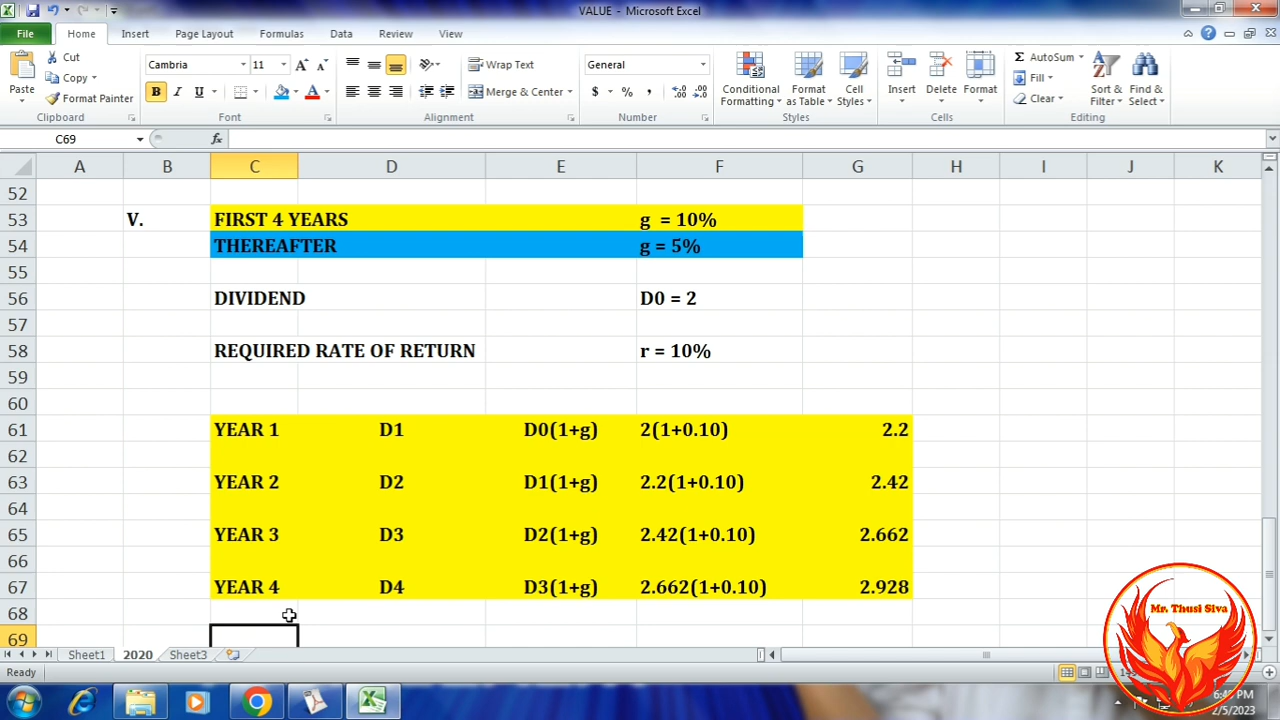 VALUE - Microsoft Excel
File Home Insert Page Layout Formulas Data Review View
Cut
Copy
Format Painter
Paste
Clipboard
Cambria 11
B I U
Font
Wrap Text
Merge & Center
Alignment
General
$ % ,
Number
Conditional Formatting
Format as Table
Cell Styles
Styles
Insert Delete Format
Cells
AutoSum
Fill
Clear
Sort & Filter
Find & Select
Editing
C69 fx
A B C D E F G H I J K
52
53 V. FIRST 4 YEARS g = 10%
54 THEREAFTER g = 5%
55
56 DIVIDEND D0 = 2
57
58 REQUIRED RATE OF RETURN r = 10%
59
60
61 YEAR 1 D1 D0(1+g) 2(1+0.10) 2.2
62
63 YEAR 2 D2 D1(1+g) 2.2(1+0.10) 2.42
64
65 YEAR 3 D3 D2(1+g) 2.42(1+0.10) 2.662
66
67 YEAR 4 D4 D3(1+g) 2.662(1+0.10) 2.928
68
69
Mr. Thusi Siva
Sheet1 2020 Sheet3
Ready
2/5/2023